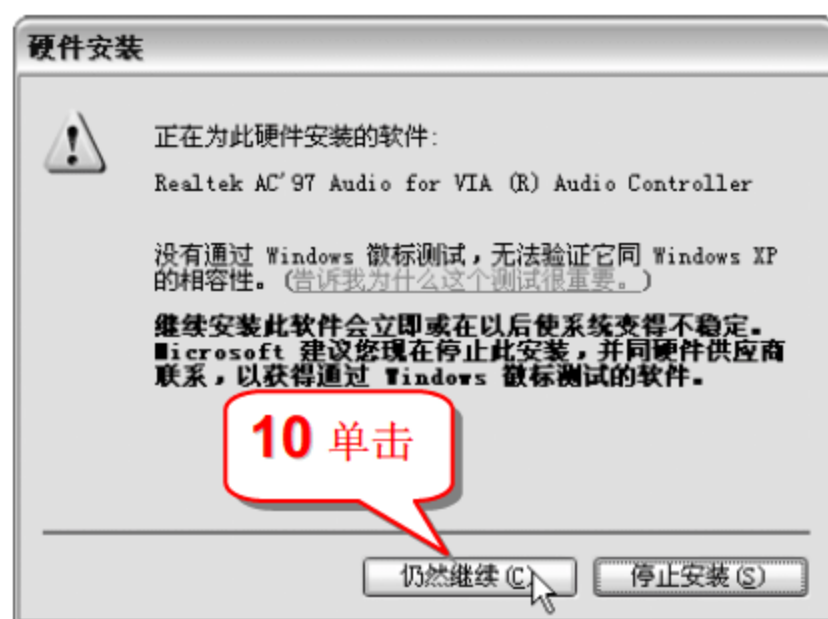 硬件安装
正在为此硬件安装的软件:
Realtek AC'97 Audio for VIA (R) Audio Controller
没有通过 Windows 徽标测试，无法验证它同 Windows XP
的相容性。(告诉我为什么这个测试很重要。)
继续安装此软件会立即或在以后使系统变得不稳定。
Microsoft 建议您现在停止此安装，并同硬件供应商
联系，以获得通过 Windows 徽标测试的软件。
10 单击
仍然继续(C) 停止安装(S)